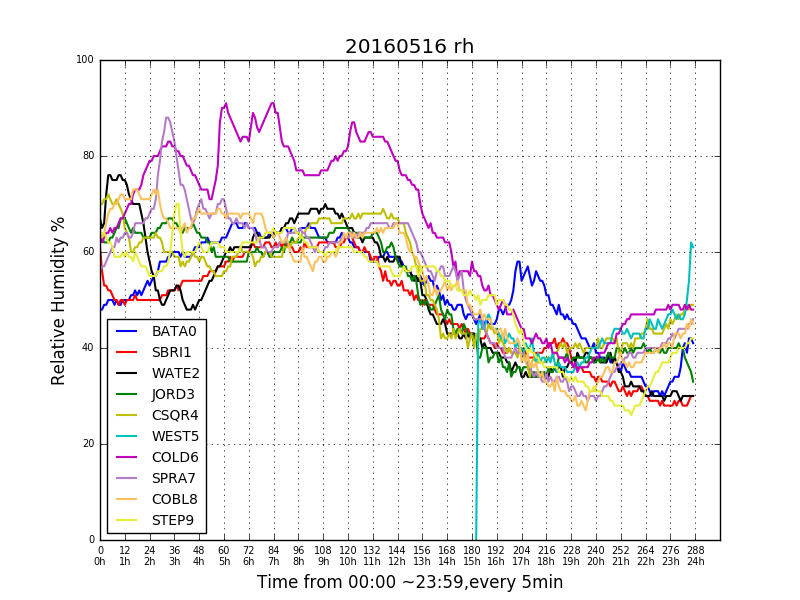 20160516 rh
100
80
60
40
20
0
Relative Humidity %
BATA0
SBRI1
WATE2
JORD3
CSQR4
WEST5
COLD6
SPRA7
COBL8
STEP9
0 12 24 36 48 60 72 84 96 108 120 132 144 156 168 180 192 204 216 228 240 252 264 276 288
0h 1h 2h 3h 4h 5h 6h 7h 8h 9h 10h 11h 12h 13h 14h 15h 16h 17h 18h 19h 20h 21h 22h 23h 24h
Time from 00:00 ~23:59,every 5min